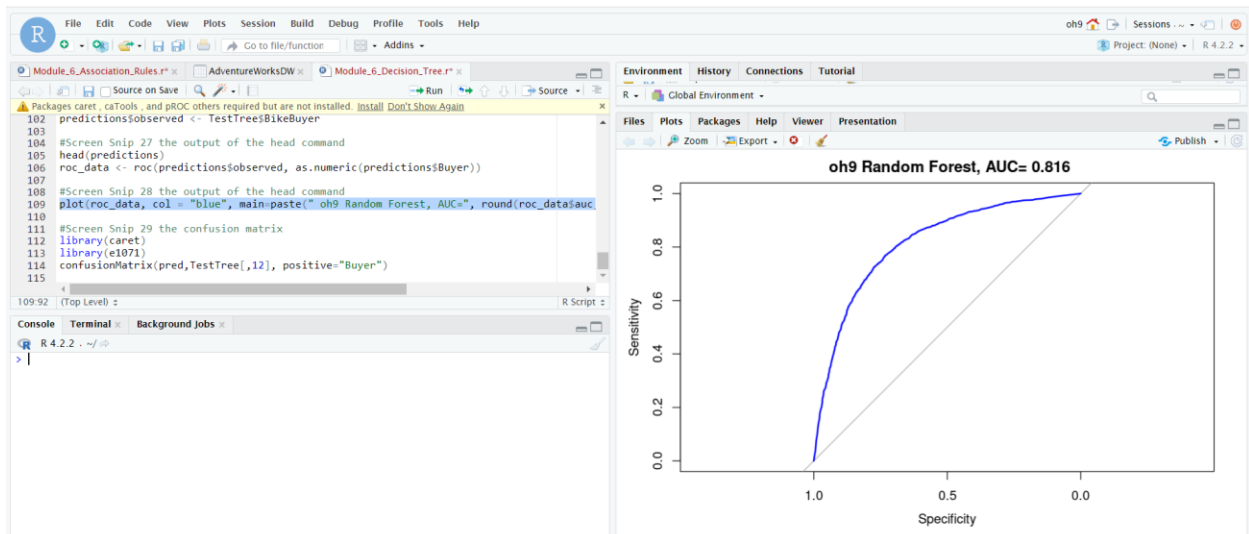 File Edit Code View Plots Session Build Debug Profile Tools Help
oh9 Sessions
Go to file/function Addins
Project: (None) R 4.2.2
Module_6_Association_Rules.r* AdventureWorksDW Module_6_Decision_Tree.r*
Source on Save Run Source
Packages caret , caTools , and pROC others required but are not installed. Install Don't Show Again
102 predictions$observed <- TestTree$BikeBuyer
103
104 #Screen Snip 27 the output of the head command
105 head(predictions)
106 roc_data <- roc(predictions$observed, as.numeric(predictions$Buyer))
107
108 #Screen Snip 28 the output of the head command
109 plot(roc_data, col = "blue", main=paste(" oh9 Random Forest, AUC=", round(roc_data$auc
110
111 #Screen Snip 29 the confusion matrix
112 library(caret)
113 library(e1071)
114 confusionMatrix(pred,TestTree[,12], positive="Buyer")
115
109:92 (Top Level) R Script
Console Terminal Background Jobs
R 4.2.2 . ~/
>
Environment History Connections Tutorial
R Global Environment
Files Plots Packages Help Viewer Presentation
Zoom Export Publish
oh9 Random Forest, AUC= 0.816
1.0
0.8
0.6
0.4
0.2
0.0
Sensitivity
1.0 0.5 0.0
Specificity